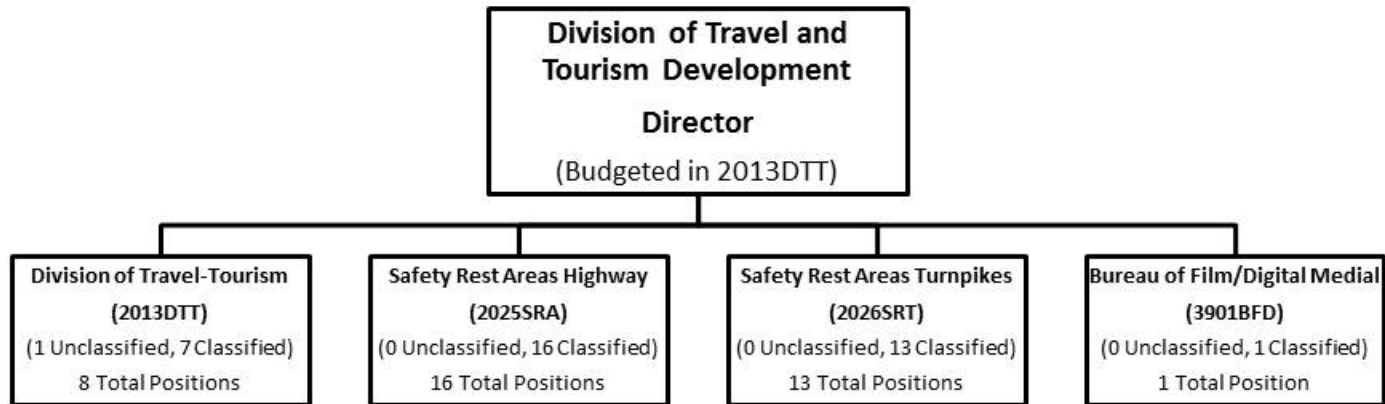 Division of Travel and
Tourism Development
Director
(Budgeted in 2013DTT)
Division of Travel-Tourism
(2013DTT)
(1 Unclassified, 7 Classified)
8 Total Positions
Safety Rest Areas Highway
(2025SRA)
(0 Unclassified, 16 Classified)
16 Total Positions
Safety Rest Areas Turnpikes
(2026SRT)
(0 Unclassified, 13 Classified)
13 Total Positions
Bureau of Film/Digital Medial
(3901BFD)
(0 Unclassified, 1 Classified)
1 Total Position